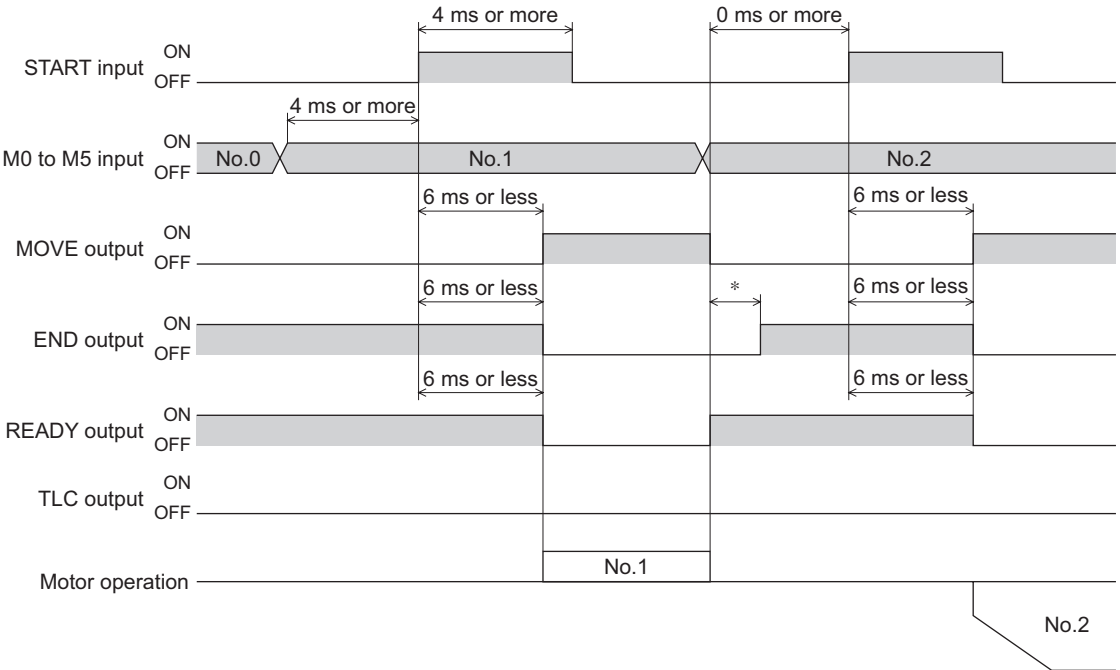 4 ms or more
0 ms or more
START input
ON
OFF
4 ms or more
M0 to M5 input
ON
OFF
No.0
No.1
No.2
6 ms or less
6 ms or less
MOVE output
ON
OFF
6 ms or less
*
6 ms or less
END output
ON
OFF
6 ms or less
6 ms or less
READY output
ON
OFF
TLC output
ON
OFF
Motor operation
No.1
No.2